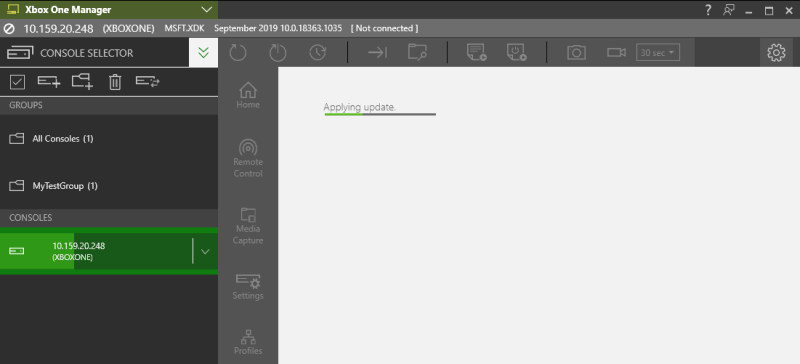 Xbox One Manager
10.159.20.248 (XBOXONE) MSFT.XDK September 2019 10.0.18363.1035 [ Not connected ]
CONSOLE SELECTOR
30 sec
GROUPS
All Consoles (1)
MyTestGroup (1)
CONSOLES
10.159.20.248
(XBOXONE)
Home
Remote
Control
Media
Capture
Settings
Profiles
Applying update.